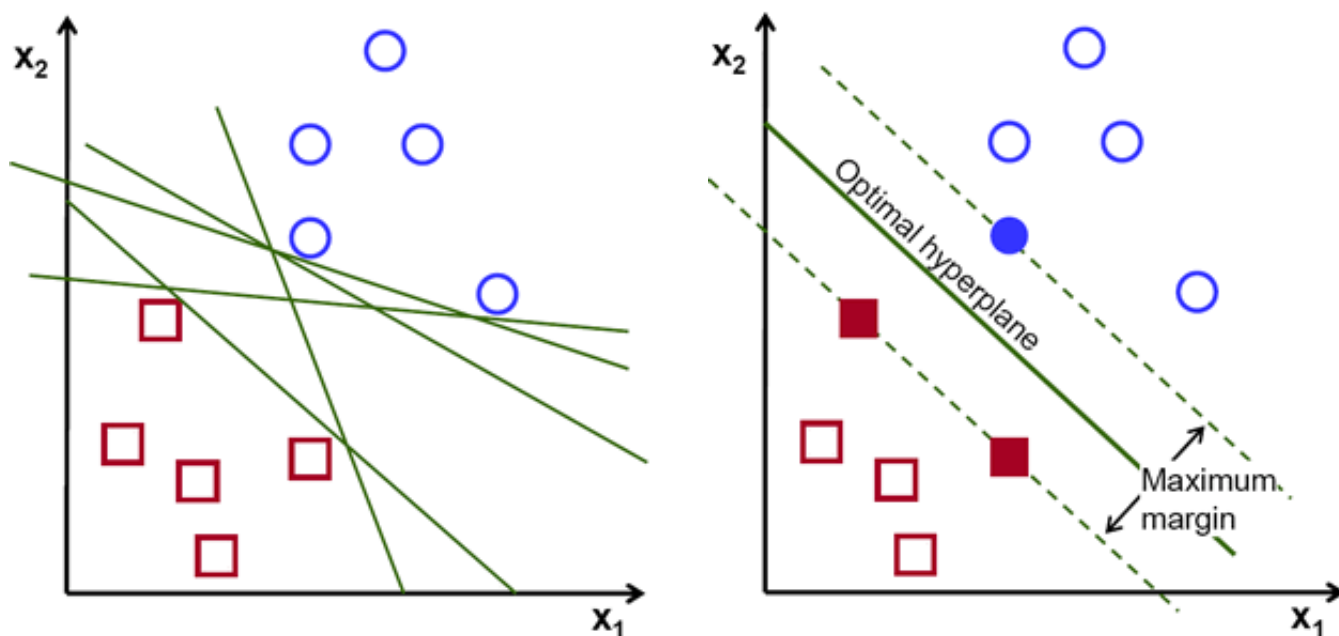 x₂
x₁
x₂
Optimal hyperplane
Maximum
margin
x₁